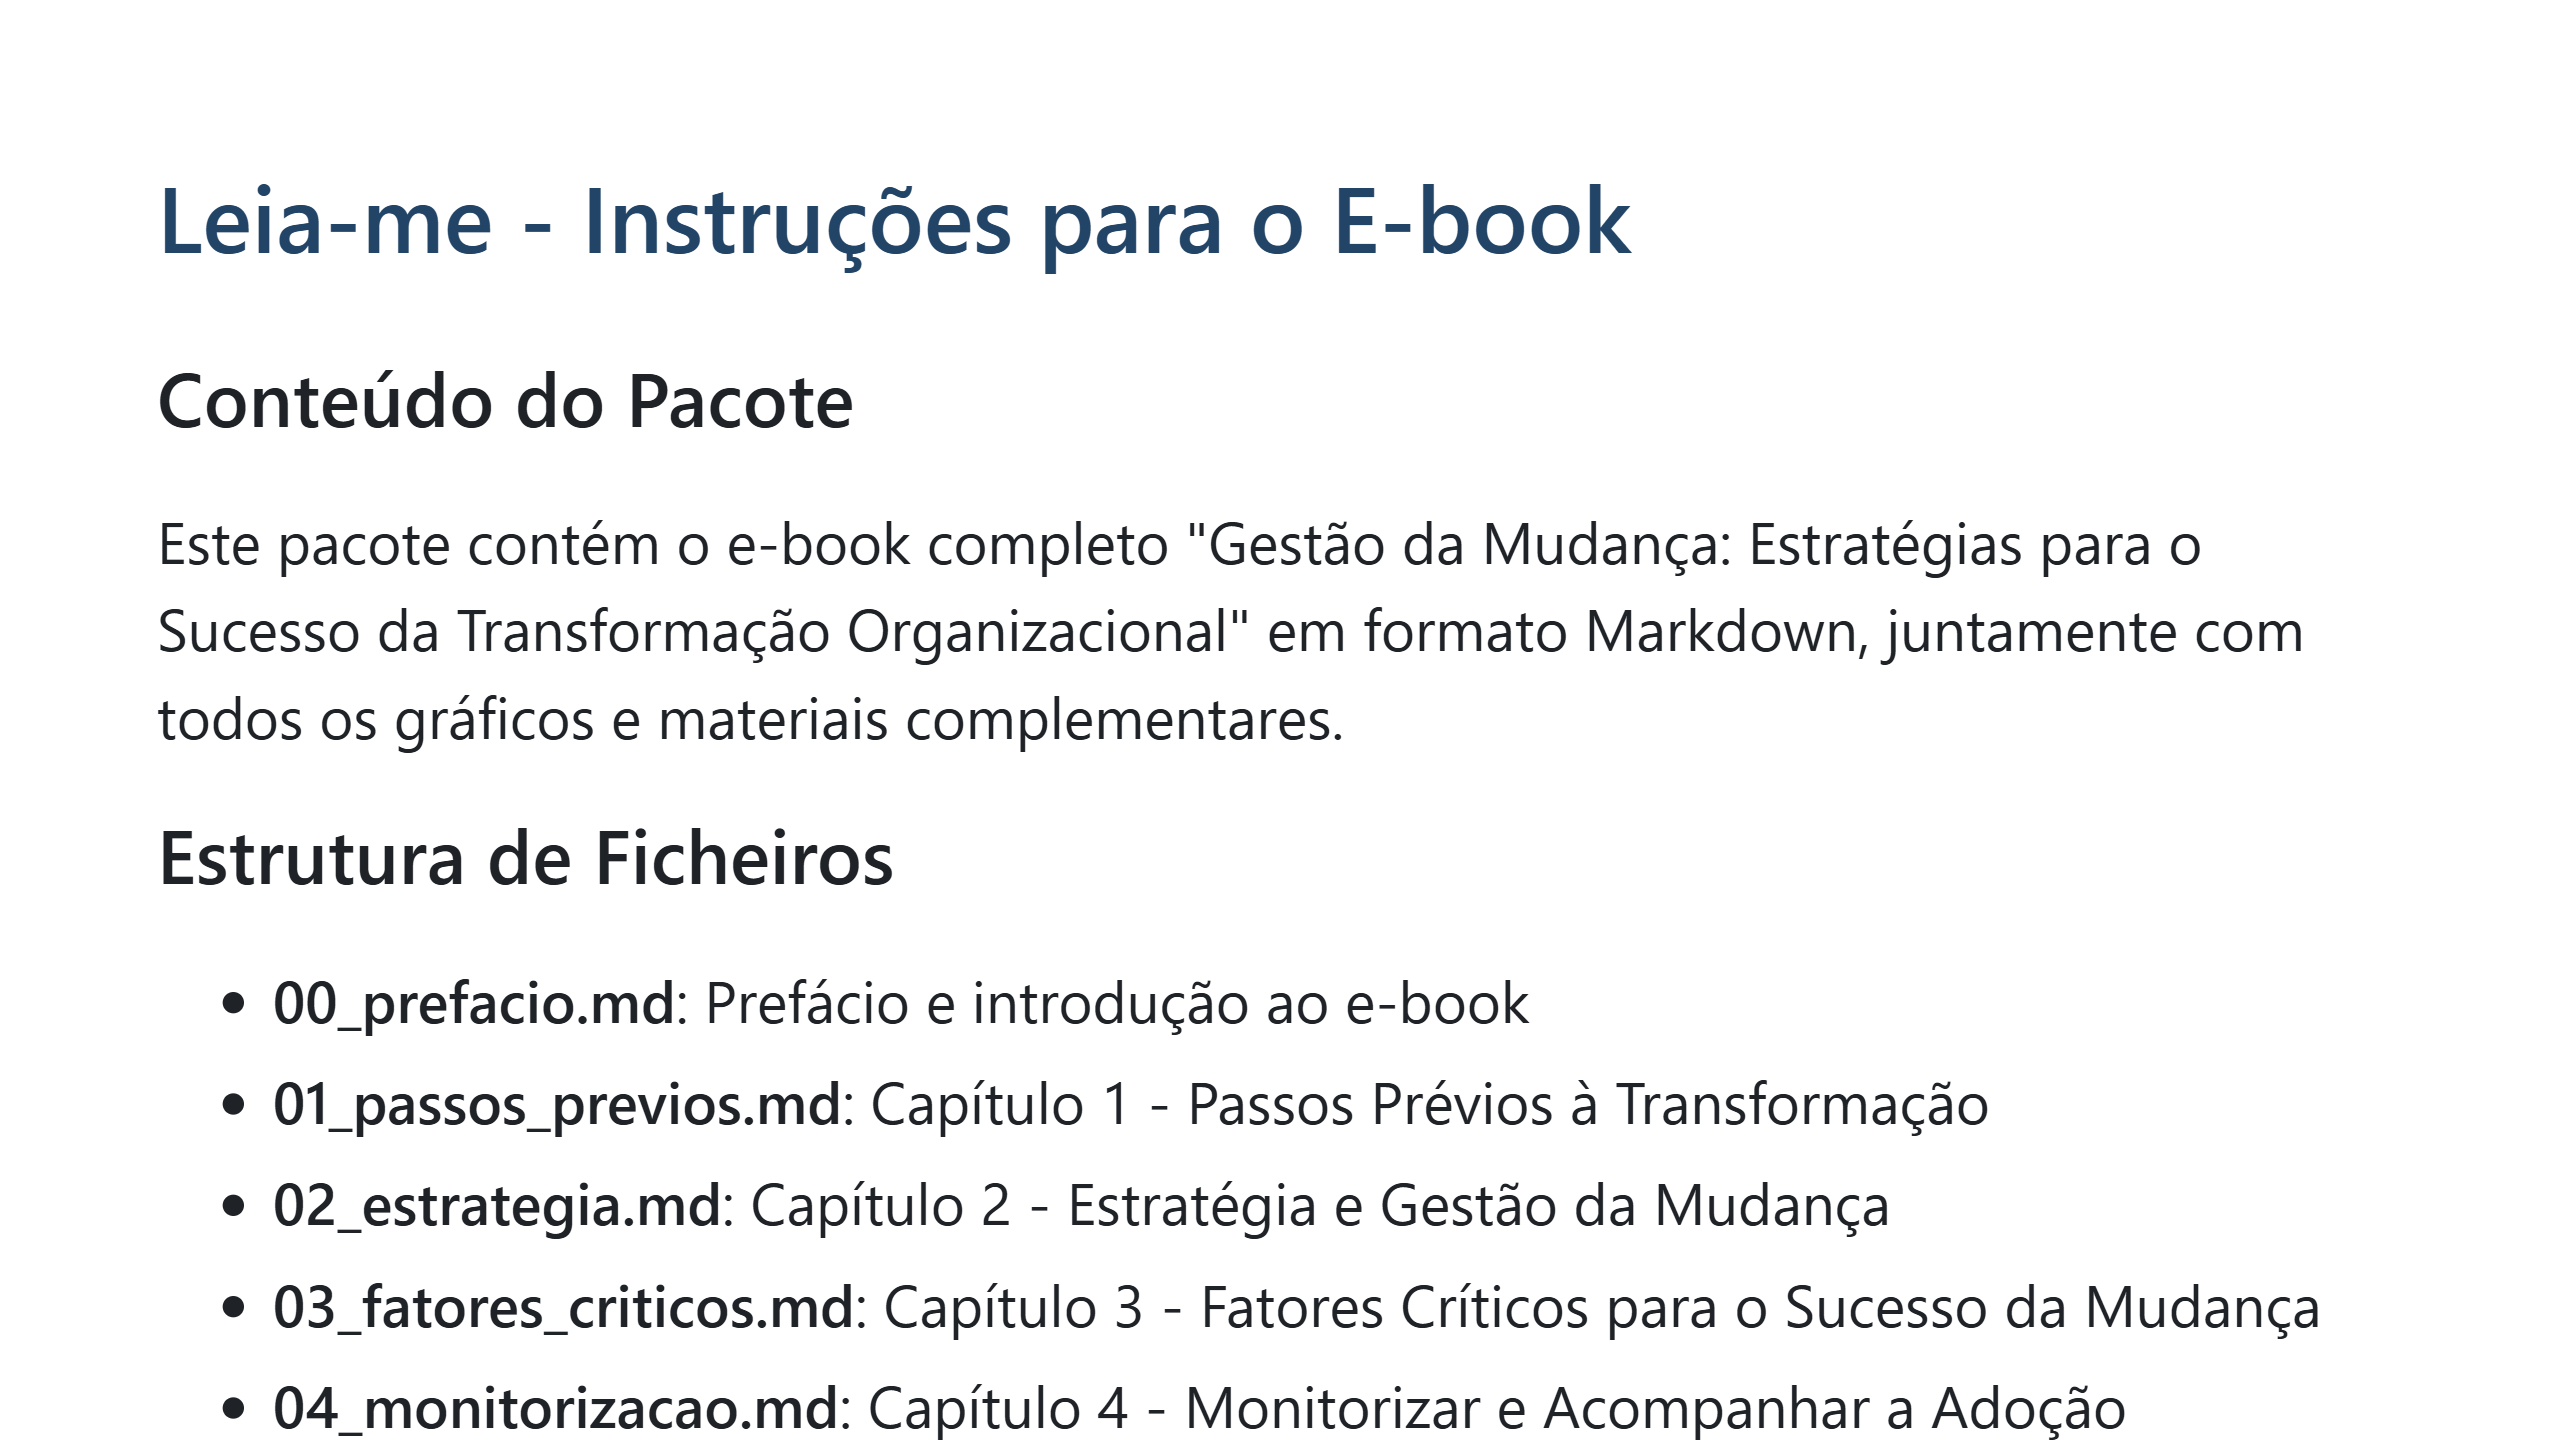 Leia-me - Instruções para o E-book
Conteúdo do Pacote
Este pacote contém o e-book completo "Gestão da Mudança: Estratégias para o
Sucesso da Transformação Organizacional" em formato Markdown, juntamente com
todos os gráficos e materiais complementares.
Estrutura de Ficheiros
• 00_prefacio.md: Prefácio e introdução ao e-book
• 01_passos_previos.md: Capítulo 1 - Passos Prévios à Transformação
• 02_estrategia.md: Capítulo 2 - Estratégia e Gestão da Mudança
• 03_fatores_criticos.md: Capítulo 3 - Fatores Críticos para o Sucesso da Mudança
• 04_monitorizacao.md: Capítulo 4 - Monitorizar e Acompanhar a Adoção